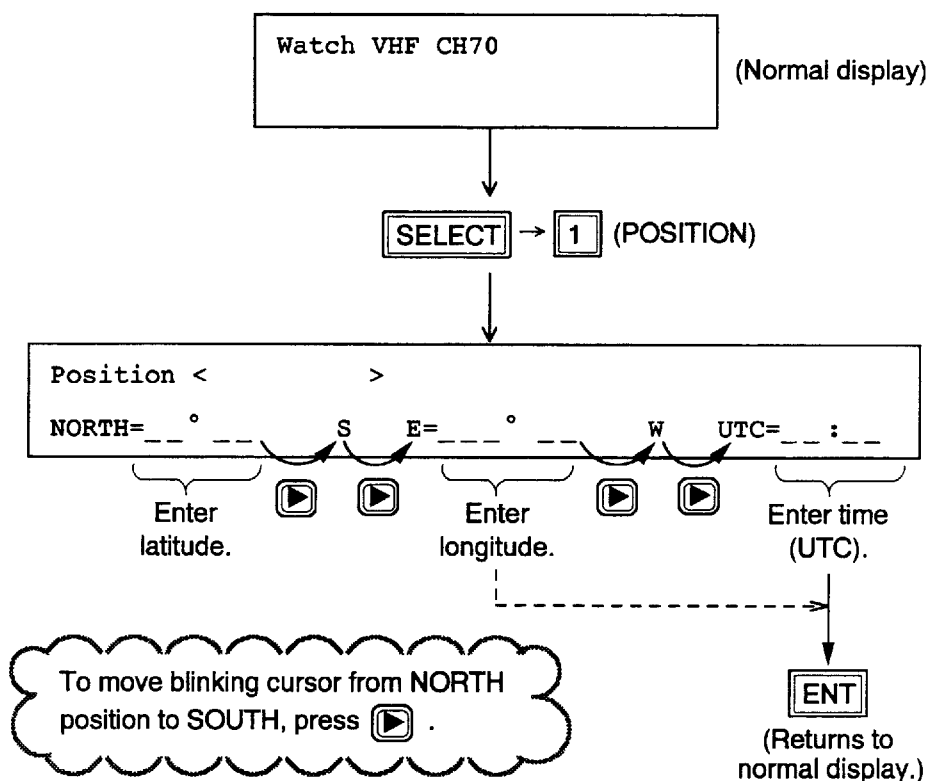 Watch VHF CH70
(Normal display)
SELECT → 1 (POSITION)
Position <            >
NORTH=__°__ S E=___°__ W UTC=__:__
Enter latitude.
Enter longitude.
Enter time (UTC).
To move blinking cursor from NORTH
position to SOUTH, press ▶ .
ENT
(Returns to
normal display.)